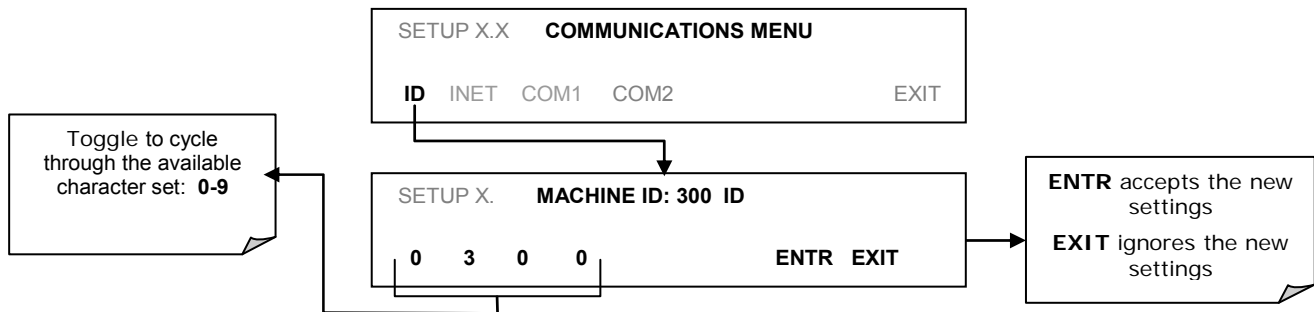 SETUP X.X COMMUNICATIONS MENU
ID INET COM1 COM2 EXIT
Toggle to cycle
through the available
character set: 0-9
SETUP X. MACHINE ID: 300 ID
0 3 0 0 ENTR EXIT
ENTR accepts the new
settings
EXIT ignores the new
settings